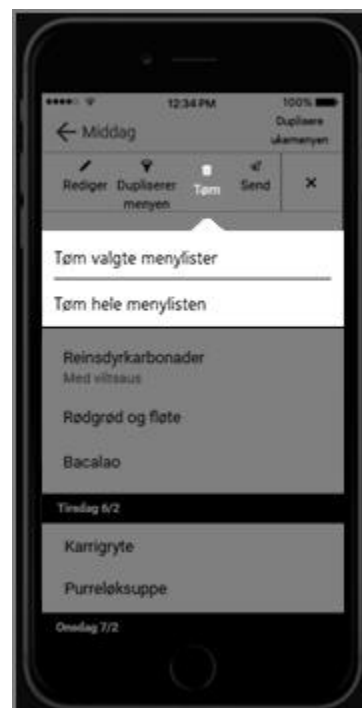 12:34 PM 100%
Middag
Duplisere
ukemenyen
Rediger Dupliserer Tøm Send
menyen
Tøm valgte menylister
Tøm hele menylisten
Reinsdyrkarbonader
Med viltsaus
Rødgrød og fløte
Bacalao
Tirsdag 6/2
Karrigryte
Purreløksuppe
Onsdag 7/2